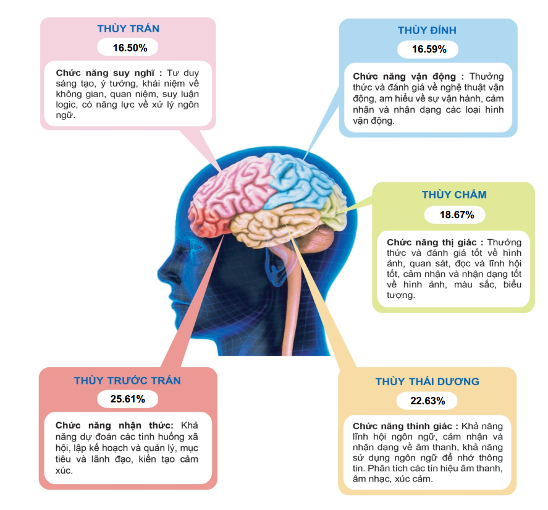 THÙY TRÁN
16.50%
Chức năng suy nghĩ : Tư duy
sáng tạo, ý tưởng, khái niệm về
không gian, quan niệm, suy luận
logic, có năng lực về xử lý ngôn
ngữ.
THÙY ĐÍNH
16.59%
Chức năng vận động : Thưởng
thức và đánh giá về nghệ thuật vận
động, am hiểu về sự vận hành, cảm
nhận và nhận dạng các loại hình
vận động.
THÙY CHẨM
18.67%
Chức năng thị giác : Thưởng
thức và đánh giá tốt về hình
ảnh, quan sát, đọc và lĩnh hội
tốt, cảm nhận và nhận dạng tốt
về hình ảnh, màu sắc, biểu
tượng.
THÙY TRƯỚC TRÁN
25.61%
Chức năng nhận thức: Khả
năng dự đoán các tình huống xã
hội, lập kế hoạch và quản lý, mục
tiêu và lãnh đạo, kiến tạo cảm
xúc.
THÙY THÁI DƯƠNG
22.63%
Chức năng thính giác : Khả năng
lĩnh hội ngôn ngữ, cảm nhận và
nhận dạng về âm thanh, khả năng
sử dụng ngôn ngữ để nhớ thông
tin. Phân tích các tín hiệu âm thanh,
âm nhạc, xúc cảm.